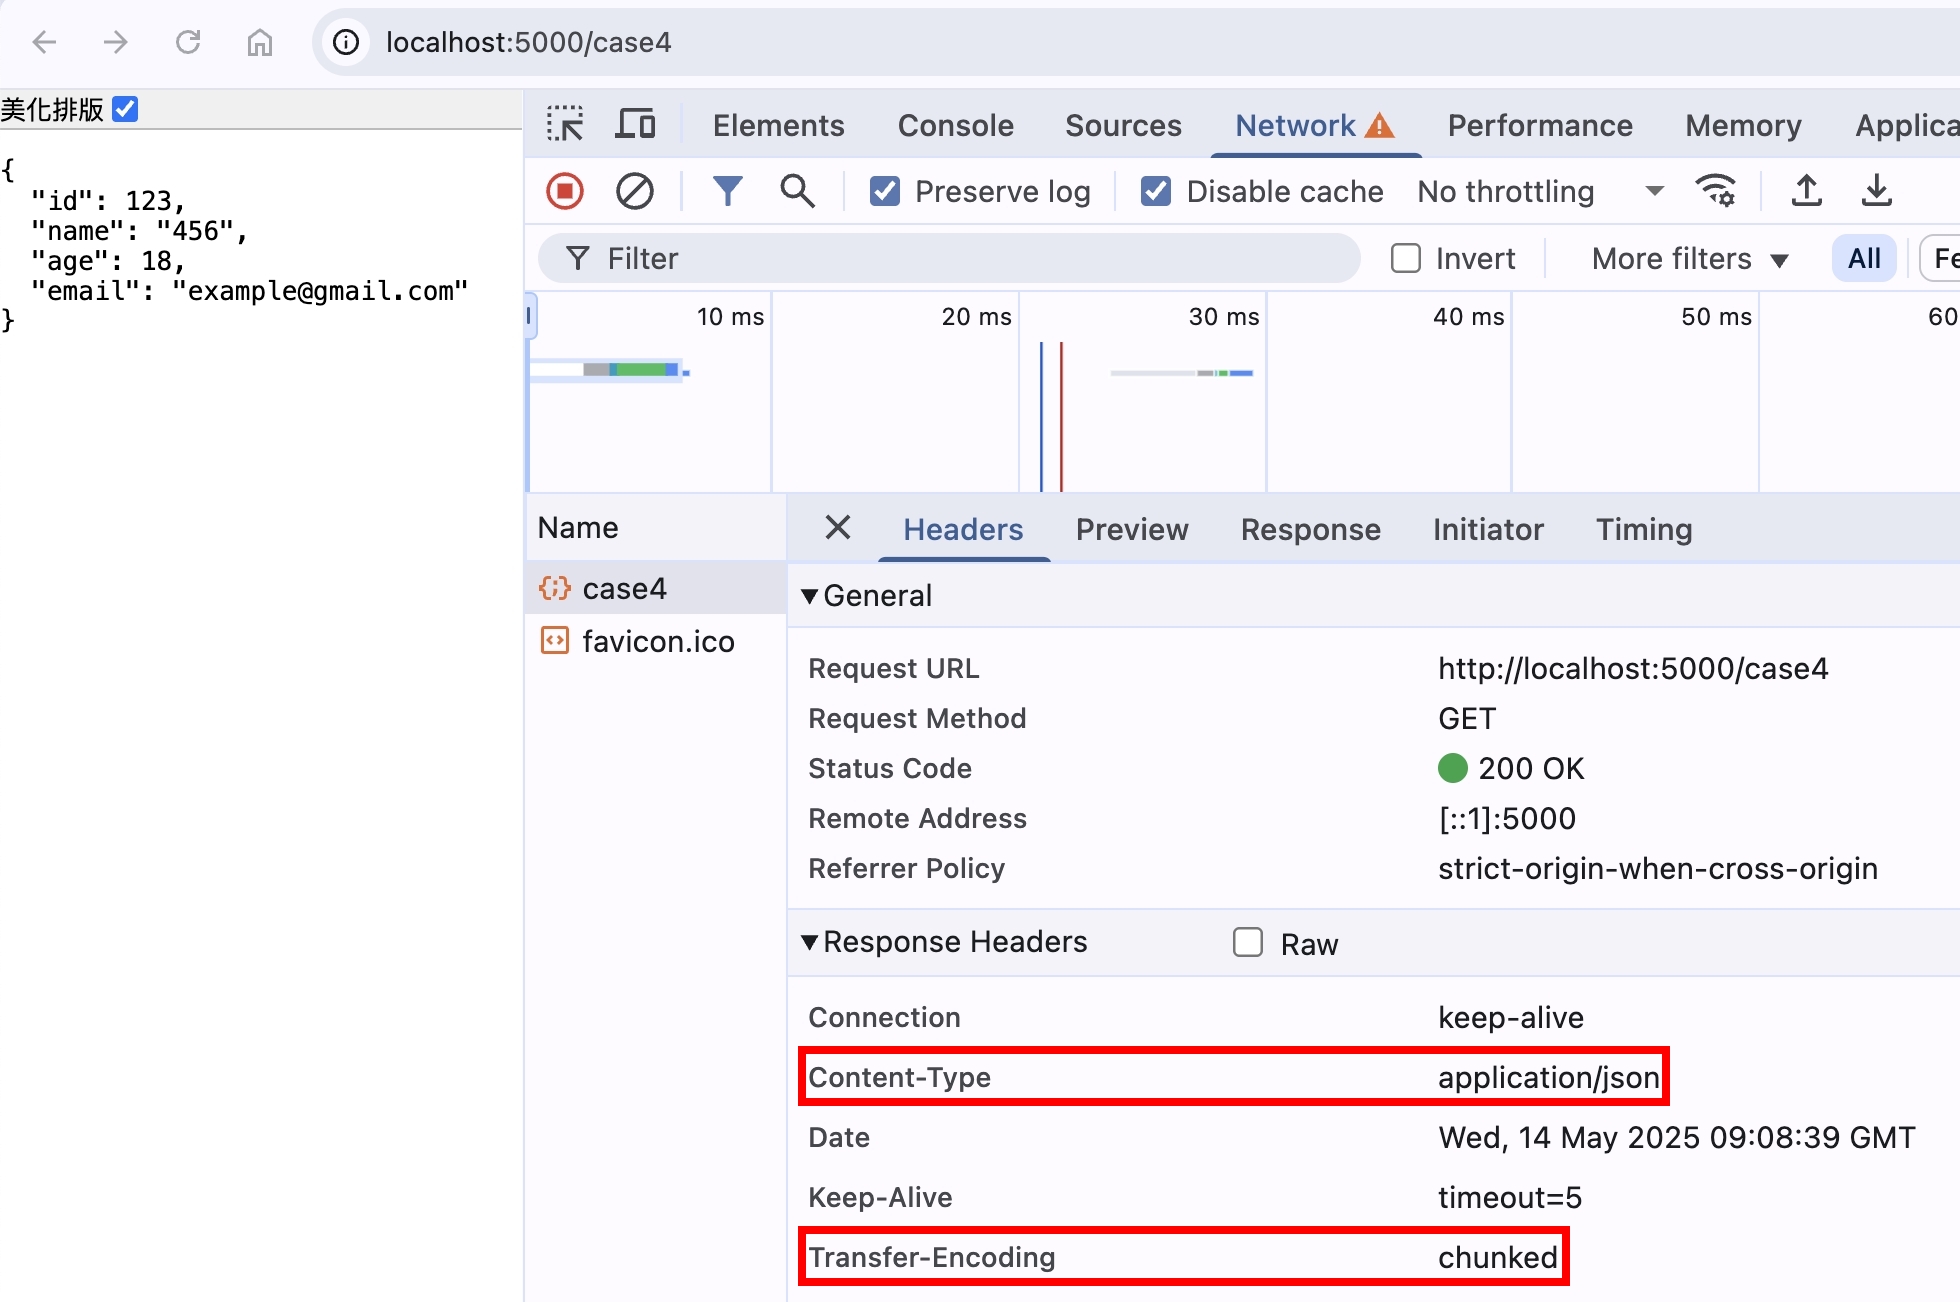 localhost:5000/case4
美化排版
{
"id": 123,
"name": "456",
"age": 18,
"email": "example@gmail.com"
}
Elements Console Sources Network Performance Memory Applica
Preserve log Disable cache No throttling
Filter Invert More filters All Fe
10 ms 20 ms 30 ms 40 ms 50 ms 60
Name
case4
favicon.ico
Headers Preview Response Initiator Timing
General
Request URL http://localhost:5000/case4
Request Method GET
Status Code 200 OK
Remote Address [::1]:5000
Referrer Policy strict-origin-when-cross-origin
Response Headers Raw
Connection keep-alive
Content-Type application/json
Date Wed, 14 May 2025 09:08:39 GMT
Keep-Alive timeout=5
Transfer-Encoding chunked